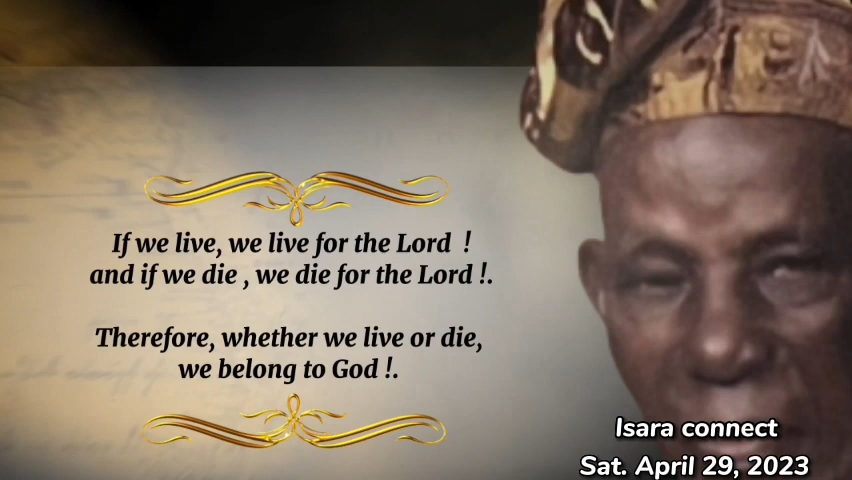 If we live, we live for the Lord !
and if we die , we die for the Lord !.
Therefore, whether we live or die,
we belong to God !.
Isara connect
Sat. April 29, 2023